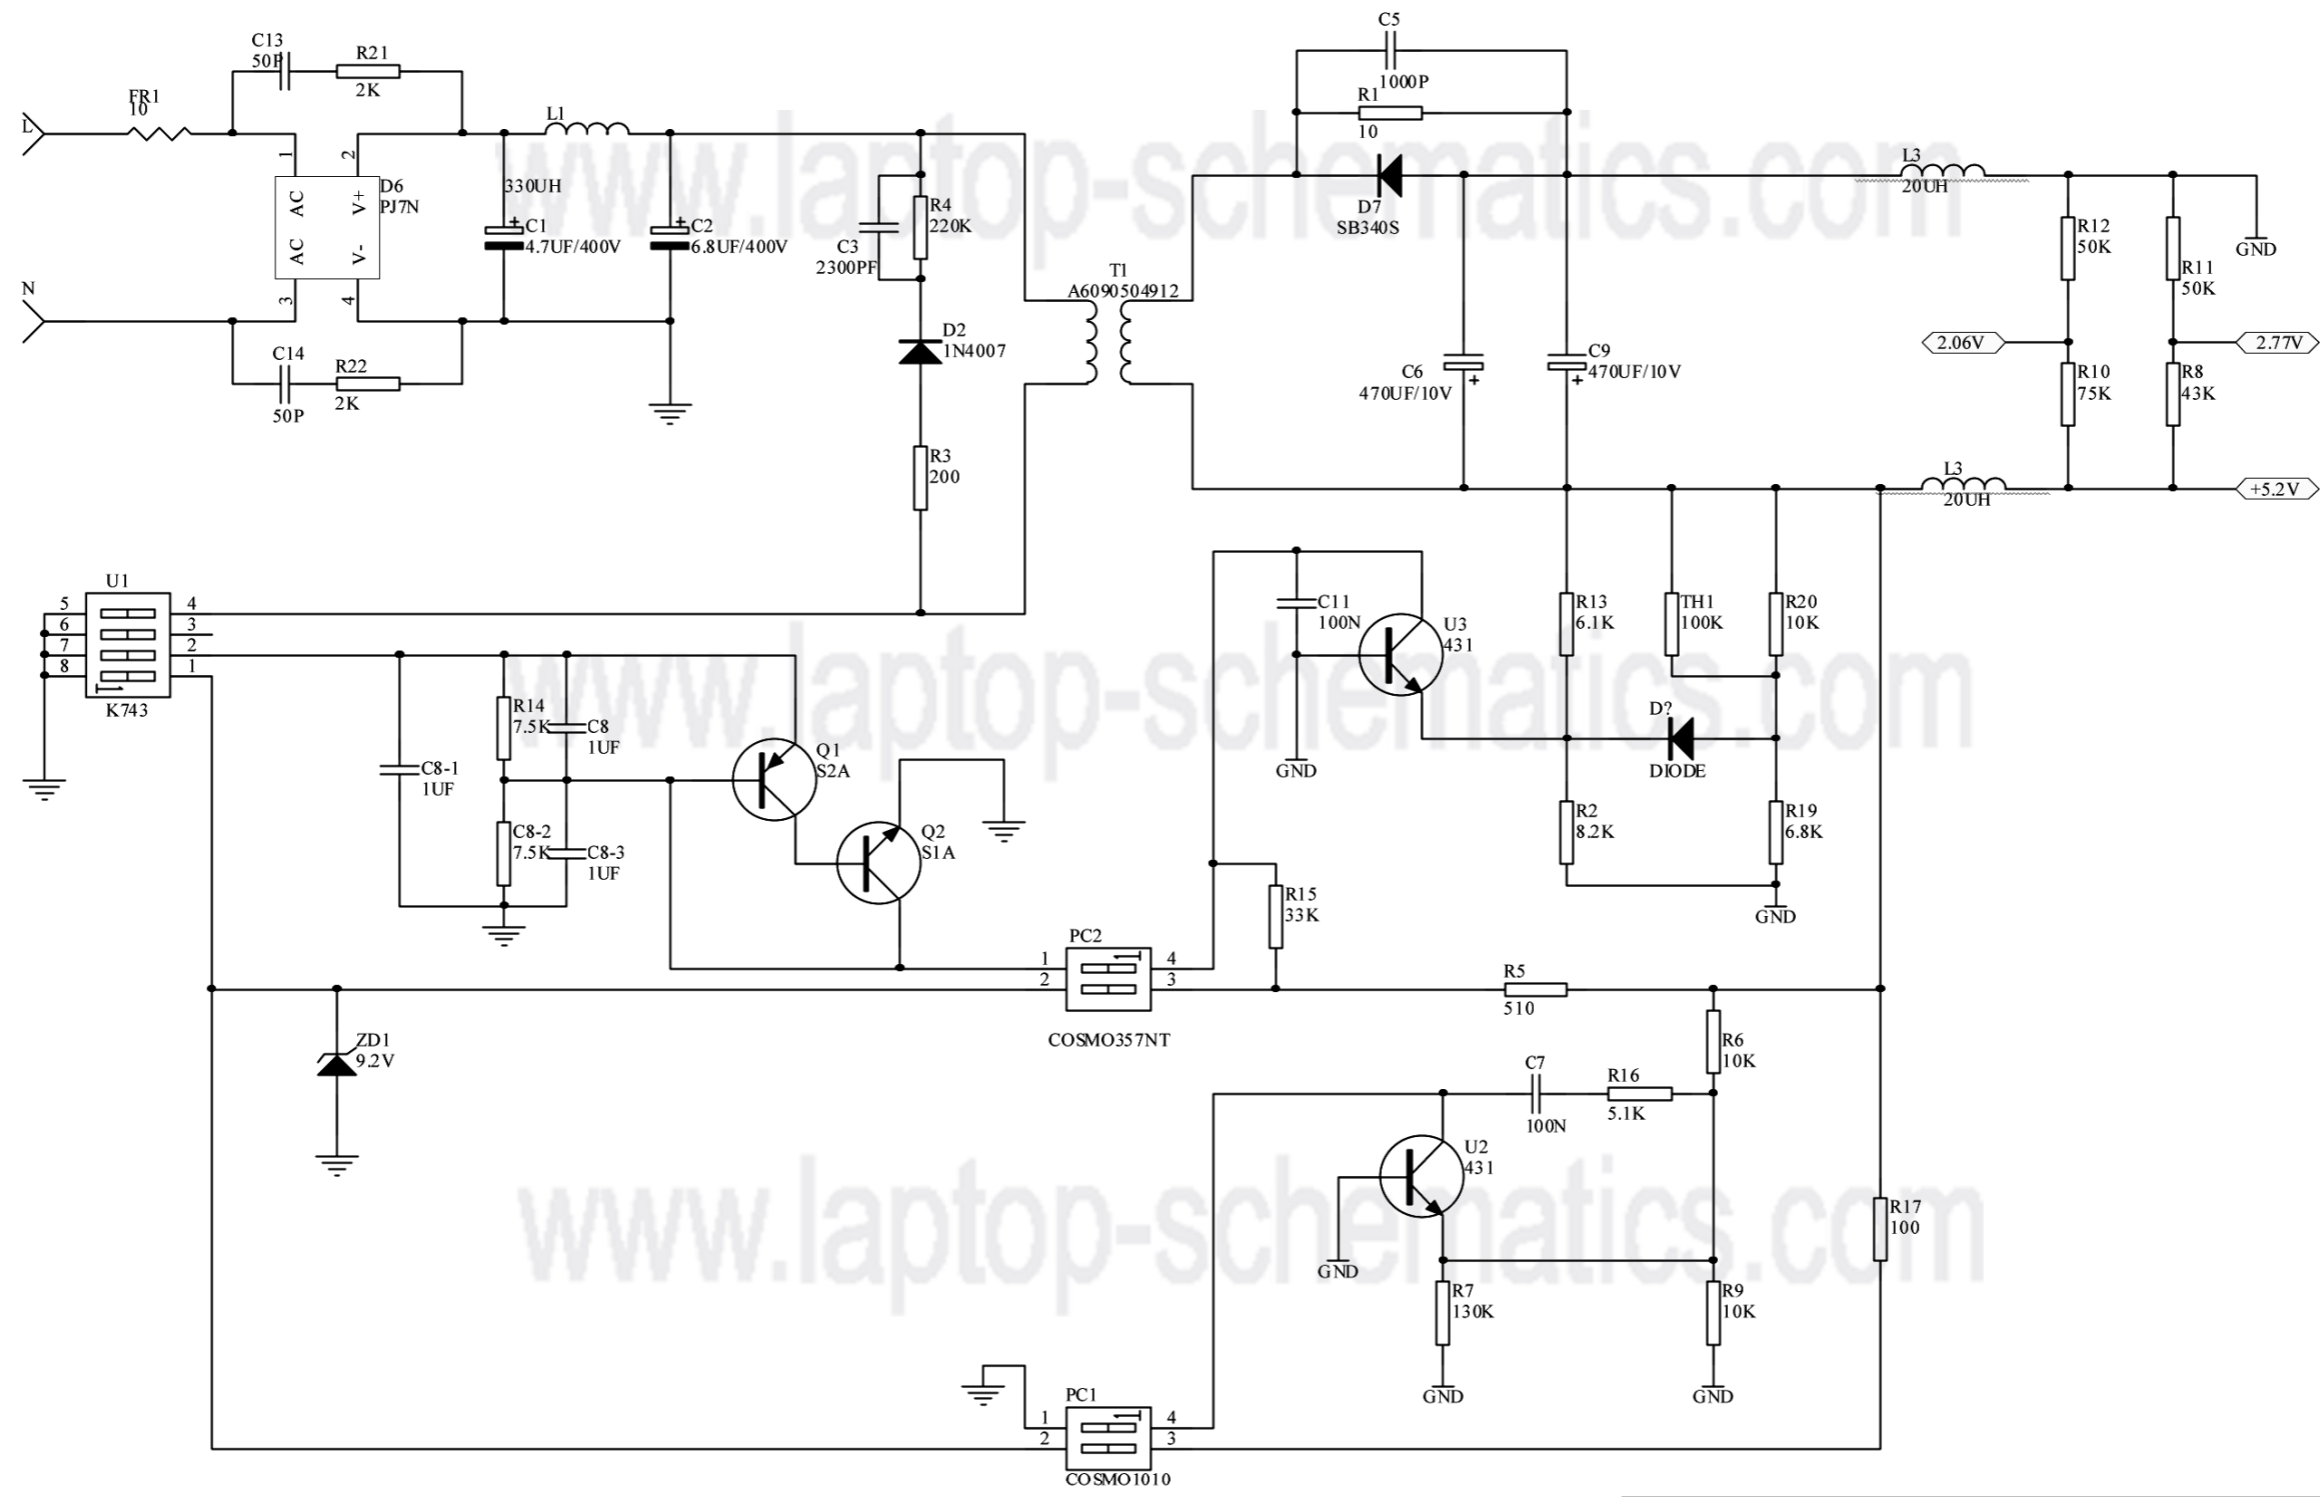 C5
1000P
R1
10
C13
50P
R21
2K
FR1
10
L
L1
330UH
1
2
AC
V+
AC
V-
D6
PJ7N
3
4
N
C14
50P
R22
2K
C1
4.7UF/400V
C2
6.8UF/400V
R4
220K
C3
2300PF
D2
1N4007
R3
200
T1
A6090504912
D7
SB340S
C6
470UF/10V
C9
470UF/10V
L3
20UH
R12
50K
R11
50K
GND
2.06V
2.77V
R10
75K
R8
43K
L3
20UH
+5.2V
www.laptop-schematics.com
U1
5
6
7
8
4
3
2
1
K743
R14
7.5K
C8
1UF
C8-1
1UF
C8-2
7.5K
C8-3
1UF
Q1
S2A
Q2
S1A
C11
100N
U3
431
GND
R13
6.1K
TH1
100K
R20
10K
D?
DIODE
R2
8.2K
R19
6.8K
GND
www.laptop-schematics.com
R15
33K
PC2
1
2
4
3
COSMO357NT
R5
510
ZD1
9.2V
R6
10K
C7
100N
R16
5.1K
U2
431
GND
R7
130K
R9
10K
R17
100
GND
GND
www.laptop-schematics.com
PC1
1
2
4
3
COSMO1010